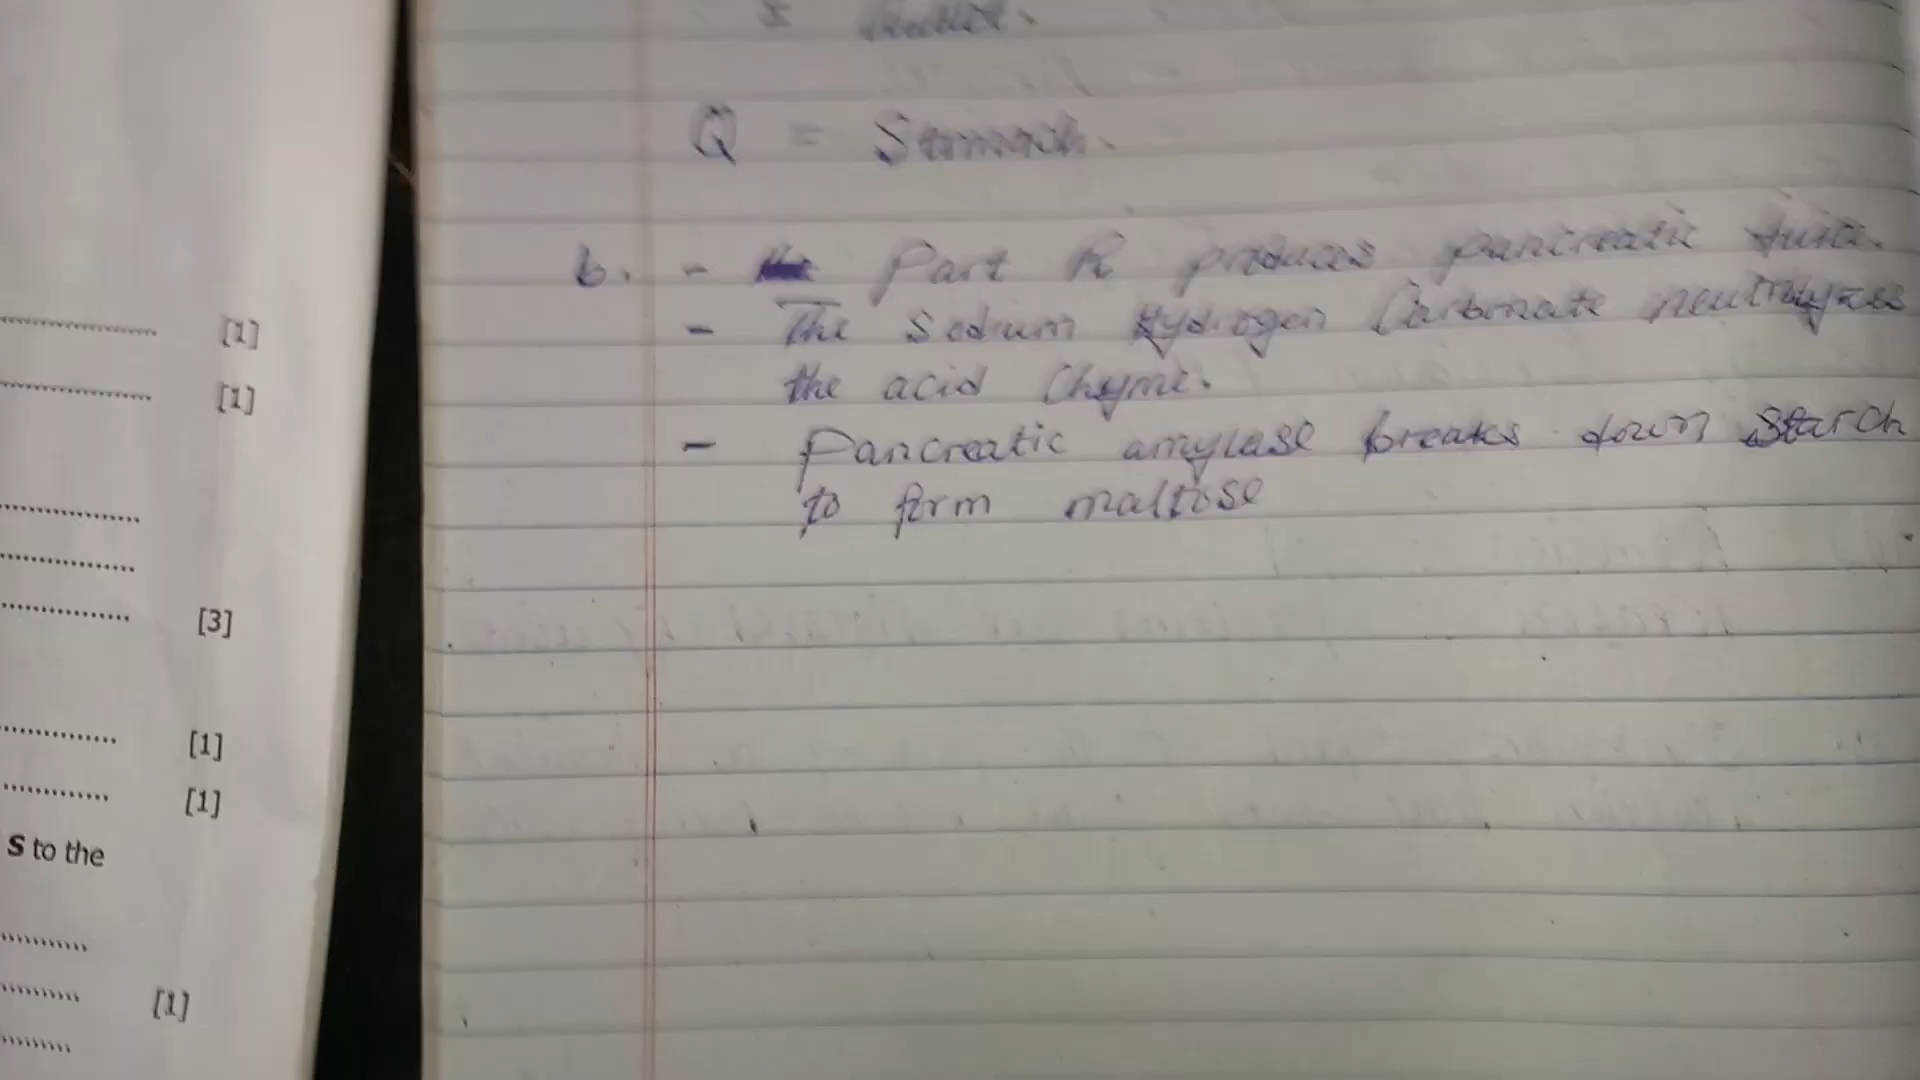 Q = Stomach.
b. - Part R produces pancreatic Juice.
- The Sodium Hydrogen Carbonate neutralyses
the acid Chyme.
- Pancreatic amylase breaks down Starch
to form maltose
[1]
[1]
[3]
[1]
[1]
S to the
[1]